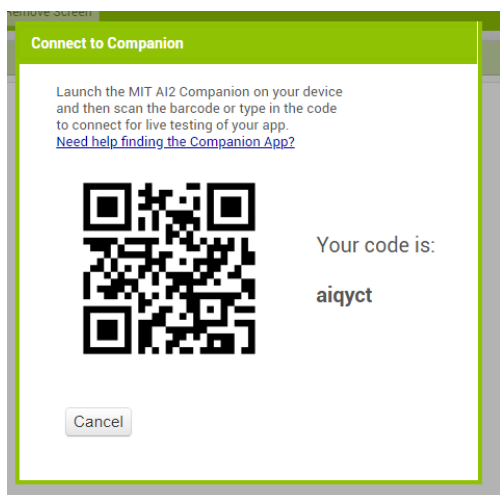 Remove Screen
Connect to Companion
Launch the MIT AI2 Companion on your device
and then scan the barcode or type in the code
to connect for live testing of your app.
Need help finding the Companion App?
Your code is:
aiqyct
Cancel